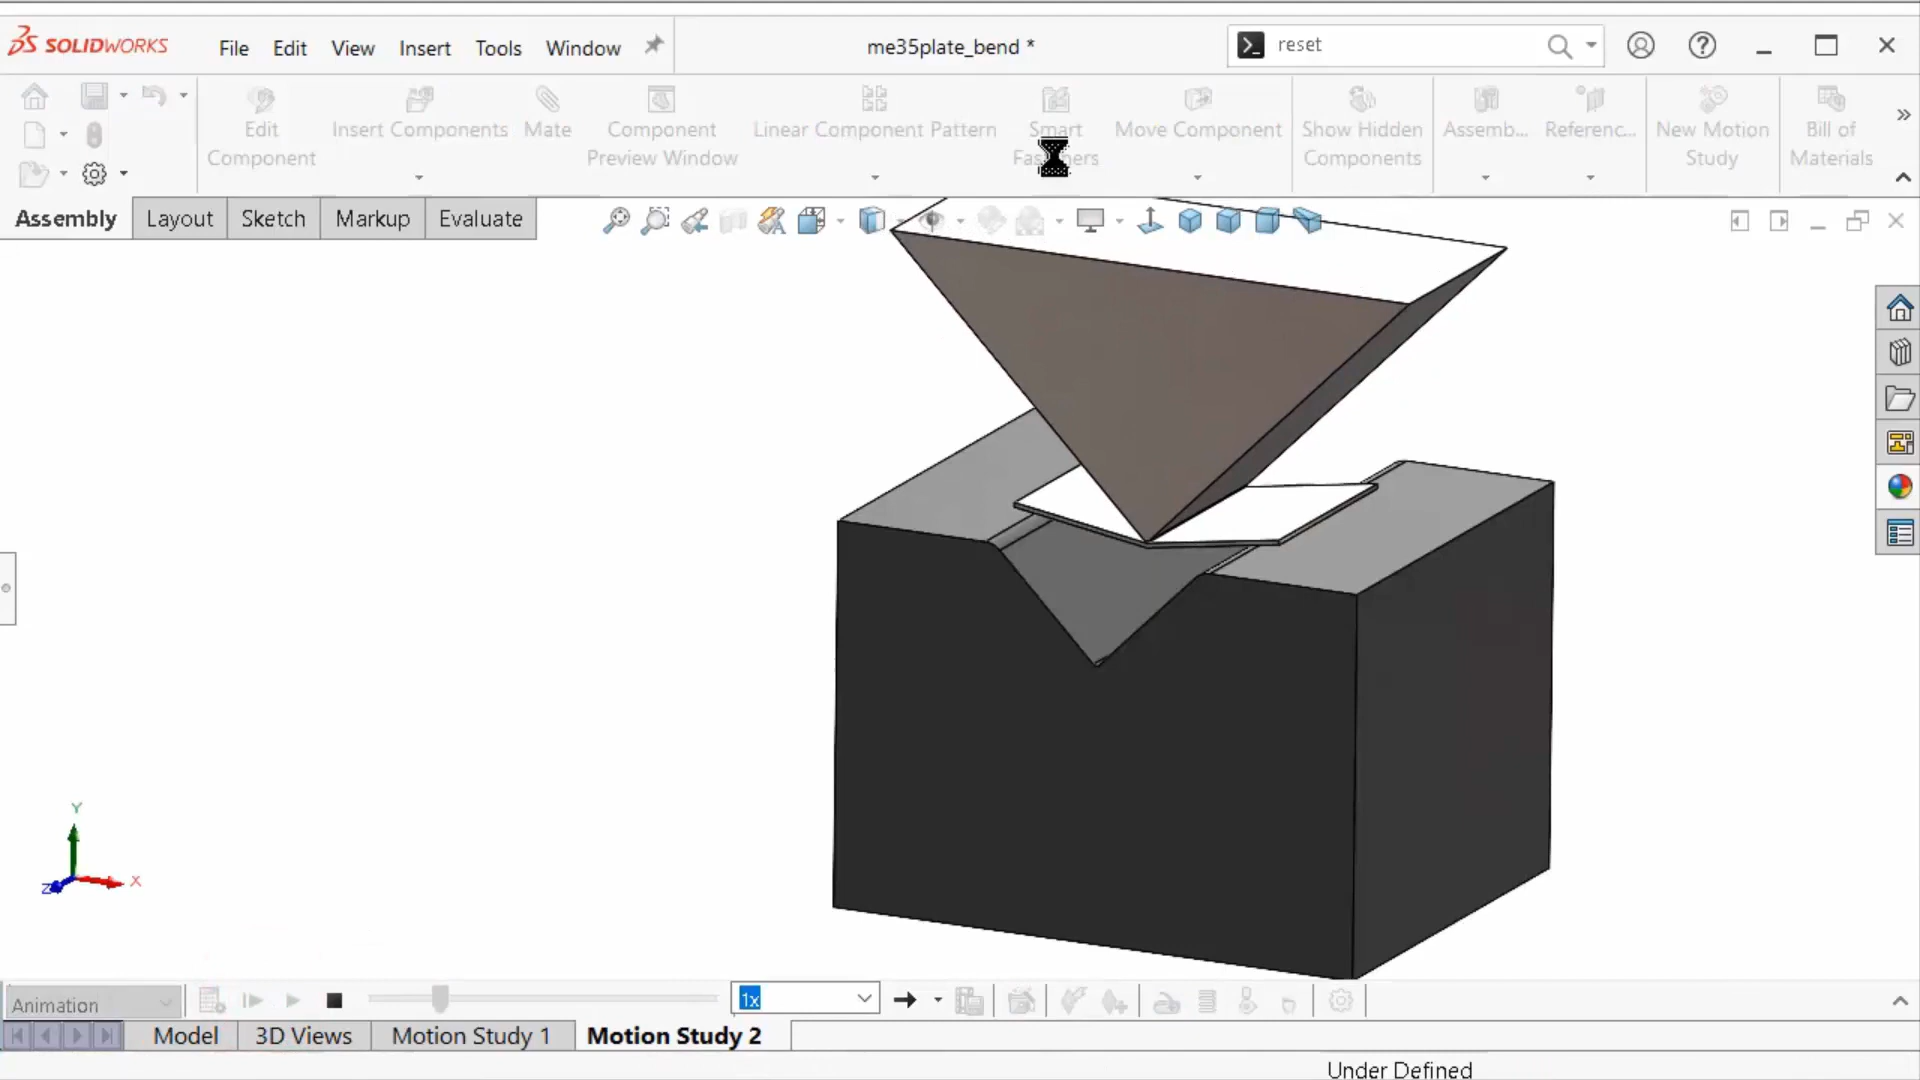 SOLIDWORKS File Edit View Insert Tools Window me35plate_bend * reset
Edit Component
Insert Components
Mate
Component Preview Window
Linear Component Pattern
Smart Fasteners
Move Component
Show Hidden Components
Assemb...
Referenc...
New Motion Study
Bill of Materials
Assembly Layout Sketch Markup Evaluate
Y
X
Z
Animation 1x
Model 3D Views Motion Study 1 Motion Study 2
Under Defined